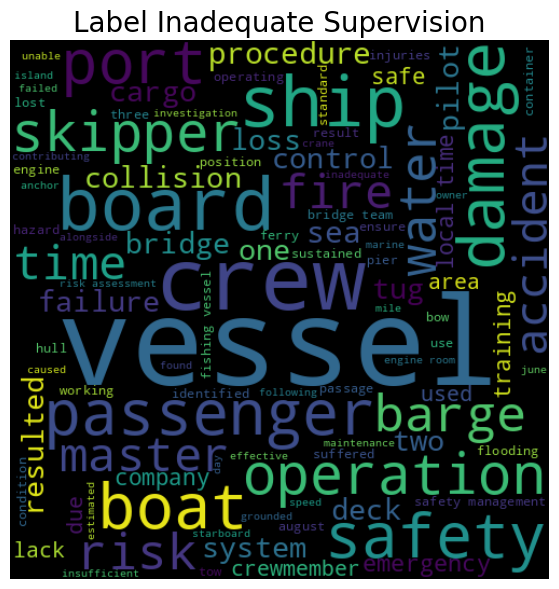 Label Inadequate Supervision
unable
port
procedure
injuries
island
operating
safe
failed
cargo
lost
ship
standard
pilot
damage
container
three
investigation
skipper
loss
result
contributing
crane
control
position
inadequate
engine
collision
fire
water
local time
accident
anchor
board
owner
bridge team
ensure
hazard
sea
marine
alongside
bridge
one
ferry
pier
time
crew
sustained
risk assessment
tug
area
failure
fishing vessel
mile
bow
training
hull
vessel
use
engine room
june
caused
found
working
identified
following
passage
used
passenger
barge
resulted
master
maintenance
two
suffered
flooding
effective
condition
company
day
operation
due
estimated
boat
speed
deck
safety management
grounded
august
safety
starboard
lack
risk
system
emergency
insufficient
tow
crewmember